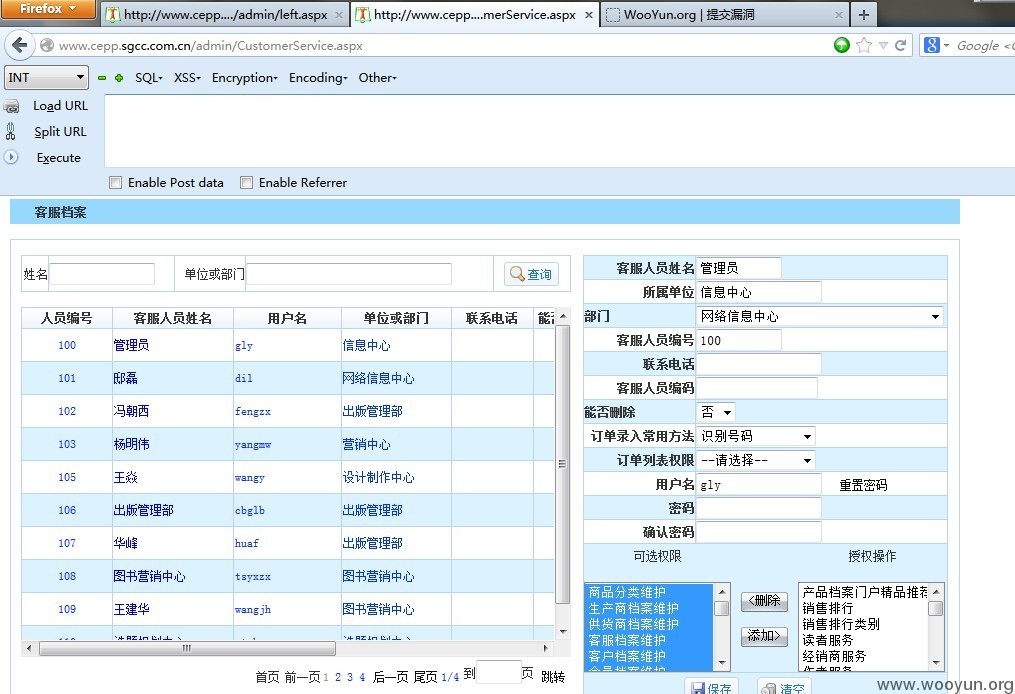 Firefox
http://www.cepp..../admin/left.aspx
http://www.cepp....merService.aspx
WooYun.org | 提交漏洞
www.cepp.sgcc.com.cn/admin/CustomerService.aspx
Google
INT SQL- XSS- Encryption- Encoding- Other-
Load URL
Split URL
Execute
Enable Post data Enable Referrer
客服档案
姓名 单位或部门 查询
人员编号 客服人员姓名 用户名 单位或部门 联系电话
100 管理员 gly 信息中心
101 邸磊 dil 网络信息中心
102 冯朝西 fengzx 出版管理部
103 杨明伟 yangmw 营销中心
105 王焱 wangy 设计制作中心
106 出版管理部 cbglb 出版管理部
107 华峰 huaf 出版管理部
108 图书营销中心 tsyxzx 图书营销中心
109 王建华 wangjh 图书营销中心
首页 前一页 1 2 3 4 后一页 尾页 1/4 到 页 跳转
客服人员姓名 管理员
所属单位 信息中心
部门 网络信息中心
客服人员编号 100
联系电话
客服人员编码
能否删除 否
订单录入常用方法 识别号码
订单列表权限 --请选择--
用户名 gly 重置密码
密码
确认密码
可选权限 授权操作
商品分类维护
生产商档案维护
供货商档案维护
客服档案维护
客户档案维护
<删除
添加>
产品档案门户精品推荐
销售排行
销售排行类别
读者服务
经销商服务
保存 清空
www.wooyun.org